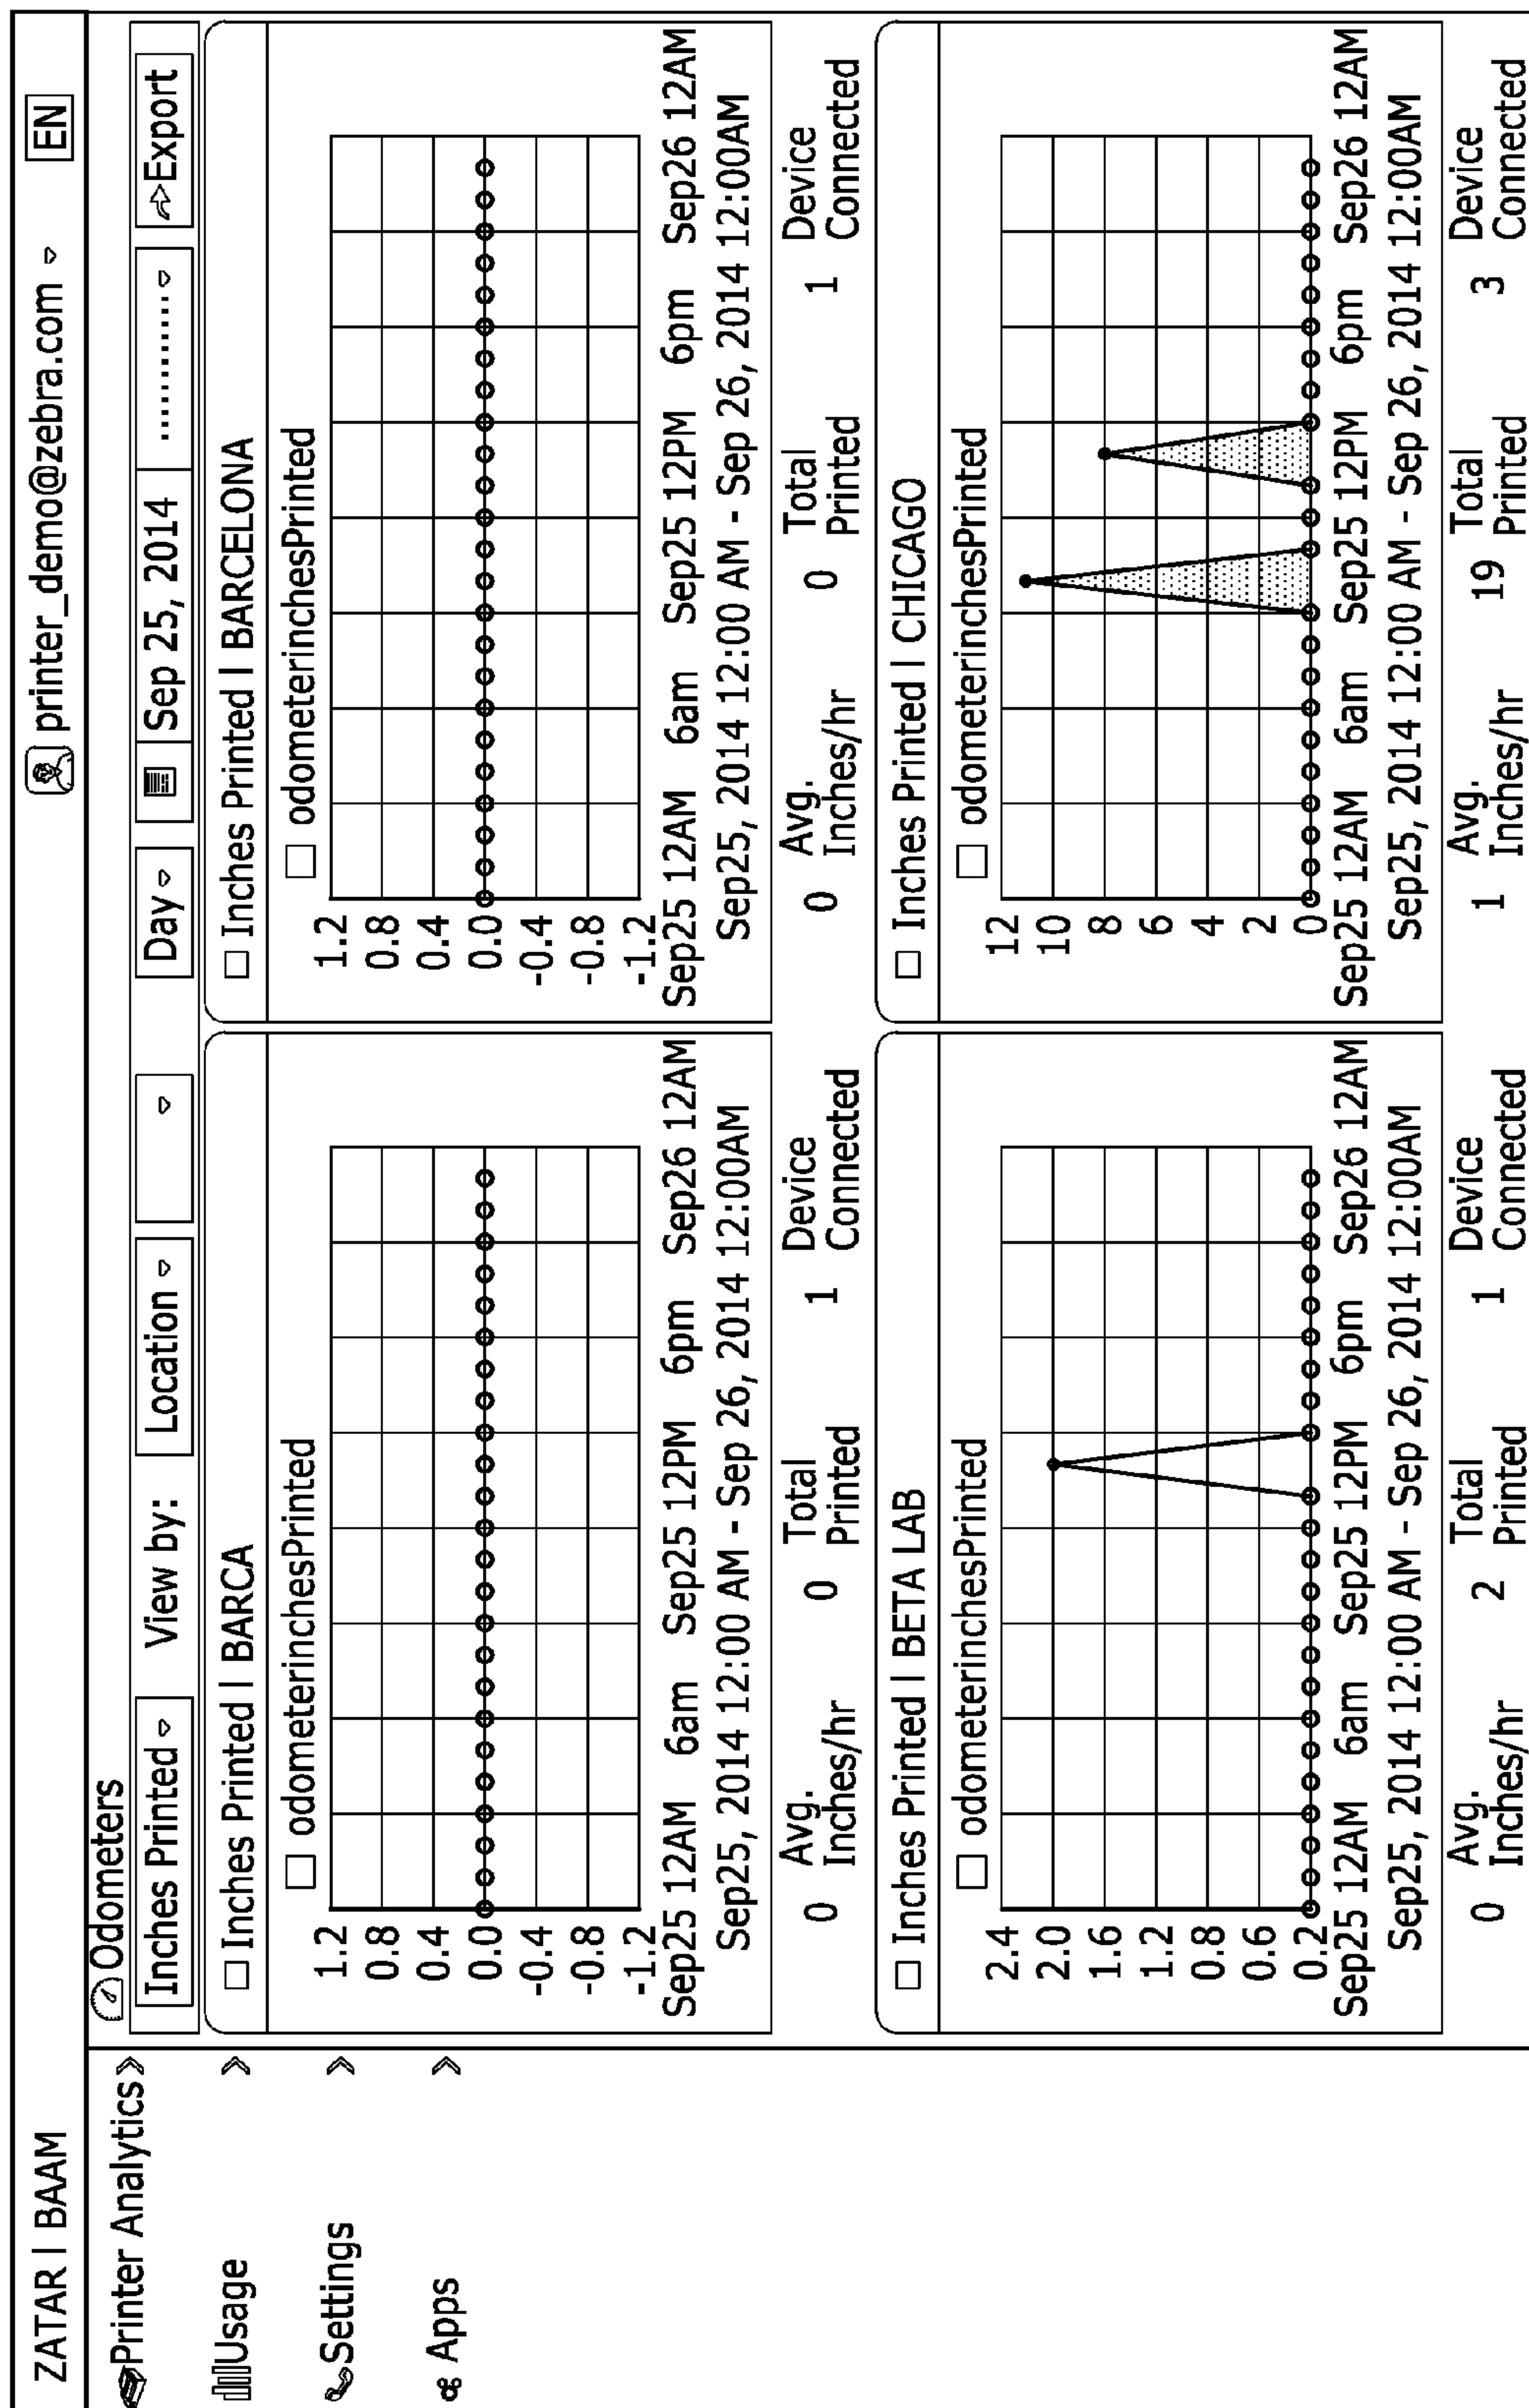 ZATAR | BAAM
printer_demo@zebra.com
EN
Printer Analytics
Usage
Settings
Apps
Odometers
Inches Printed
View by:
Location
Day
Sep 25, 2014
............
Export
Inches Printed | BARCA
odometerinchesPrinted
1.2
0.8
0.4
0.0
-0.4
-0.8
-1.2
Sep25 12AM 6am Sep25 12PM 6pm Sep26 12AM
Sep25, 2014 12:00 AM - Sep 26, 2014 12:00AM
0 Avg. Inches/hr
0 Total Printed
1 Device Connected
Inches Printed | BARCELONA
odometerinchesPrinted
1.2
0.8
0.4
0.0
-0.4
-0.8
-1.2
Sep25 12AM 6am Sep25 12PM 6pm Sep26 12AM
Sep25, 2014 12:00 AM - Sep 26, 2014 12:00AM
0 Avg. Inches/hr
0 Total Printed
1 Device Connected
Inches Printed | BETA LAB
odometerinchesPrinted
2.4
2.0
1.6
1.2
0.8
0.6
0.2
Sep25 12AM 6am Sep25 12PM 6pm Sep26 12AM
Sep25, 2014 12:00 AM - Sep 26, 2014 12:00AM
0 Avg. Inches/hr
2 Total Printed
1 Device Connected
Inches Printed | CHICAGO
odometerinchesPrinted
12
10
8
6
4
2
0
Sep25 12AM 6am Sep25 12PM 6pm Sep26 12AM
Sep25, 2014 12:00 AM - Sep 26, 2014 12:00AM
1 Avg. Inches/hr
19 Total Printed
3 Device Connected